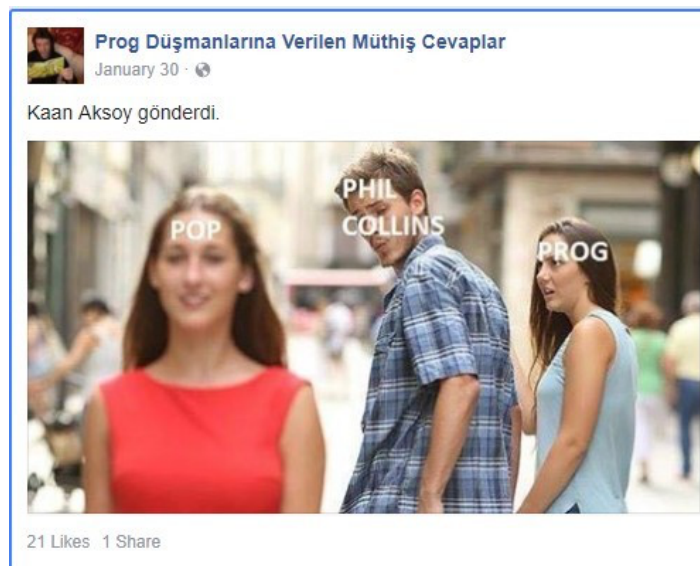 Prog Düşmanlarına Verilen Müthiş Cevaplar
January 30 ·
Kaan Aksoy gönderdi.
PHIL
COLLINS
POP
PROG
21 Likes 1 Share